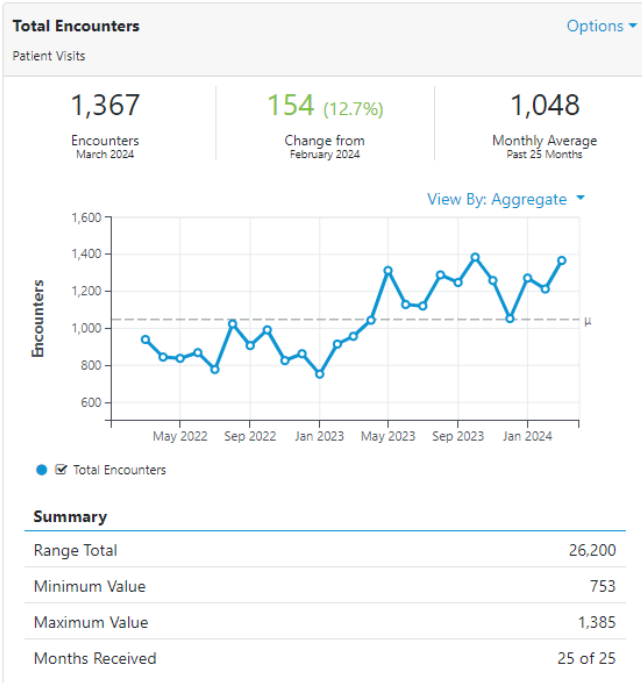 Total Encounters
Options
Patient Visits
1,367
Encounters
March 2024
154 (12.7%)
Change from
February 2024
1,048
Monthly Average
Past 25 Months
View By: Aggregate
1,600
1,400
1,200
1,000
800
600
Encounters
μ
May 2022
Sep 2022
Jan 2023
May 2023
Sep 2023
Jan 2024
Total Encounters
Summary
Range Total 26,200
Minimum Value 753
Maximum Value 1,385
Months Received 25 of 25